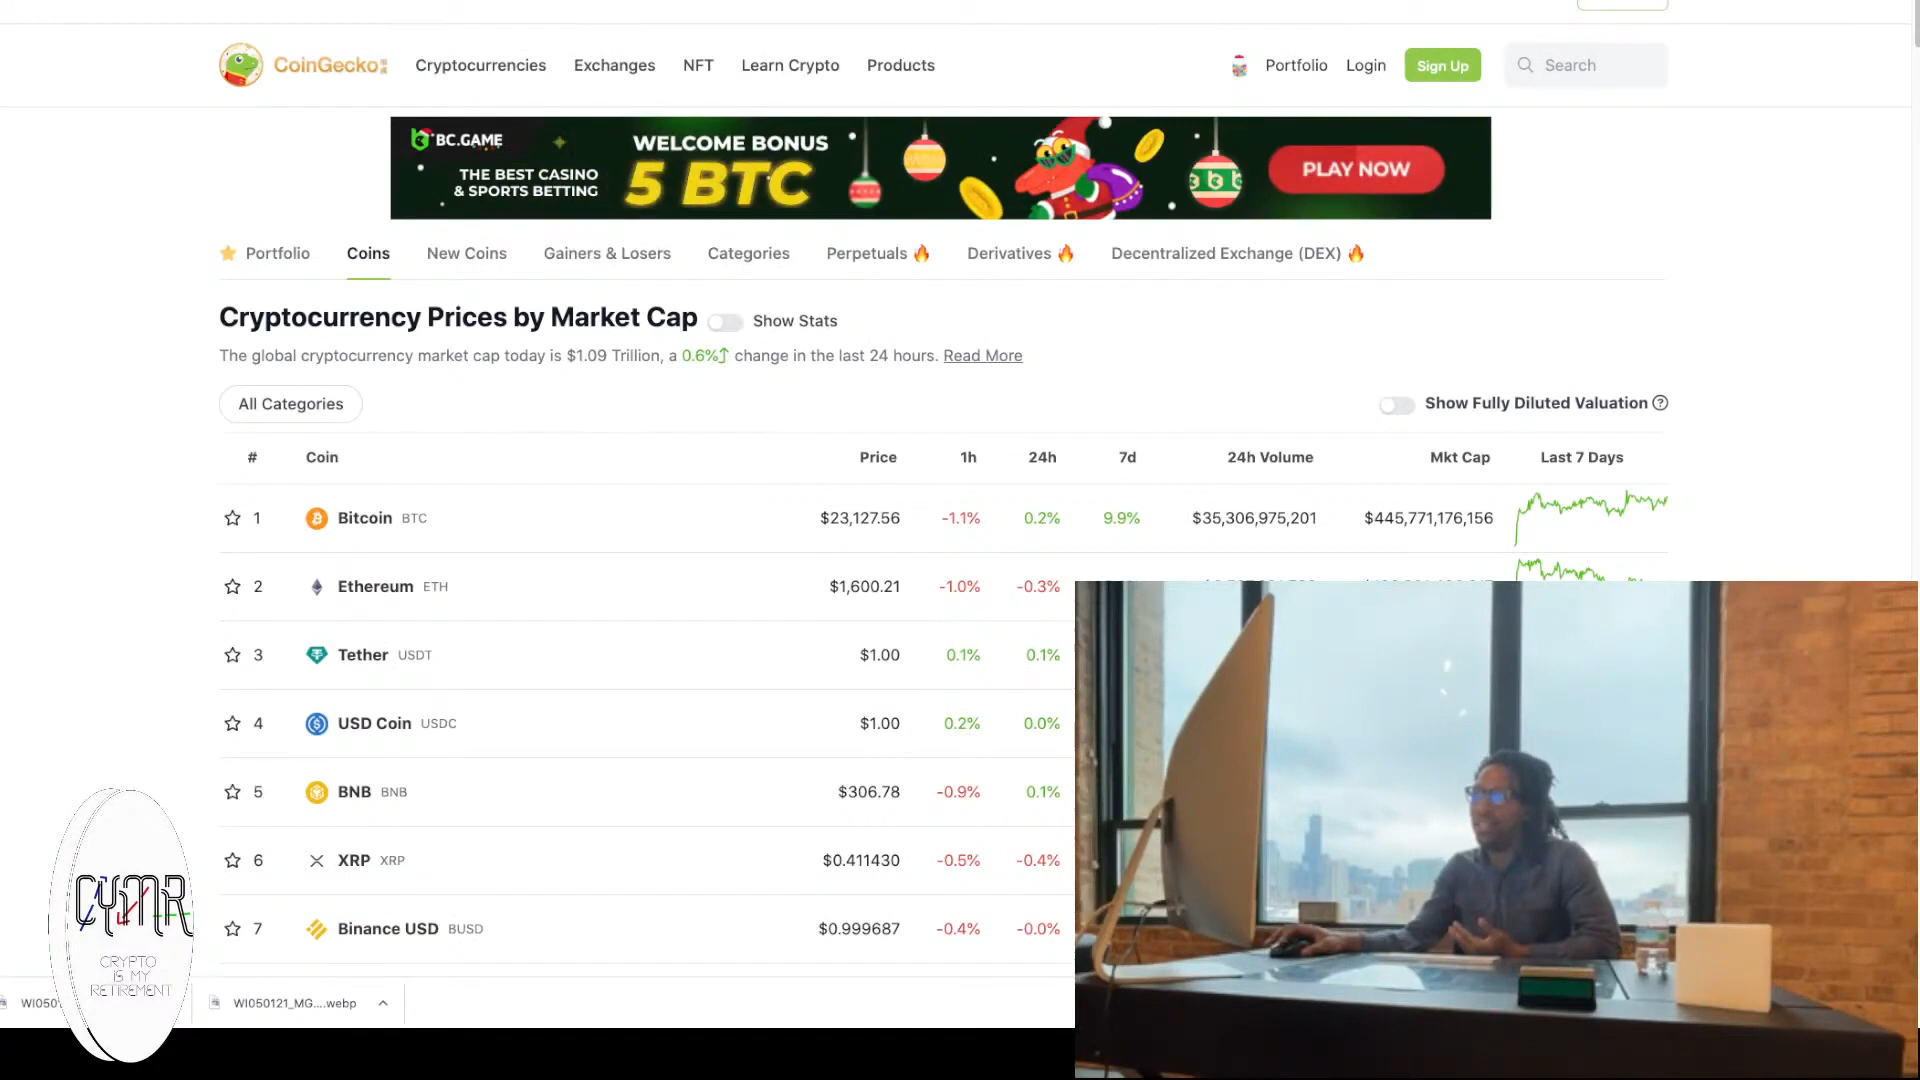 CoinGecko
Cryptocurrencies
Exchanges
NFT
Learn Crypto
Products
Portfolio
Login
Sign Up
Search
BC.GAME
THE BEST CASINO
& SPORTS BETTING
WELCOME BONUS
5 BTC
PLAY NOW
Portfolio
Coins
New Coins
Gainers & Losers
Categories
Perpetuals
Derivatives
Decentralized Exchange (DEX)
Cryptocurrency Prices by Market Cap
Show Stats
The global cryptocurrency market cap today is $1.09 Trillion, a 0.6% change in the last 24 hours. Read More
All Categories
Show Fully Diluted Valuation
# Coin Price 1h 24h 7d 24h Volume Mkt Cap Last 7 Days
1 Bitcoin BTC $23,127.56 -1.1% 0.2% 9.9% $35,306,975,201 $445,771,176,156
2 Ethereum ETH $1,600.21 -1.0% -0.3%
3 Tether USDT $1.00 0.1% 0.1%
4 USD Coin USDC $1.00 0.2% 0.0%
5 BNB BNB $306.78 -0.9% 0.1%
6 XRP XRP $0.411430 -0.5% -0.4%
7 Binance USD BUSD $0.999687 -0.4% -0.0%
CYMR
CRYPTO
IS MY
RETIREMENT
WI050
WI050121_MG....webp